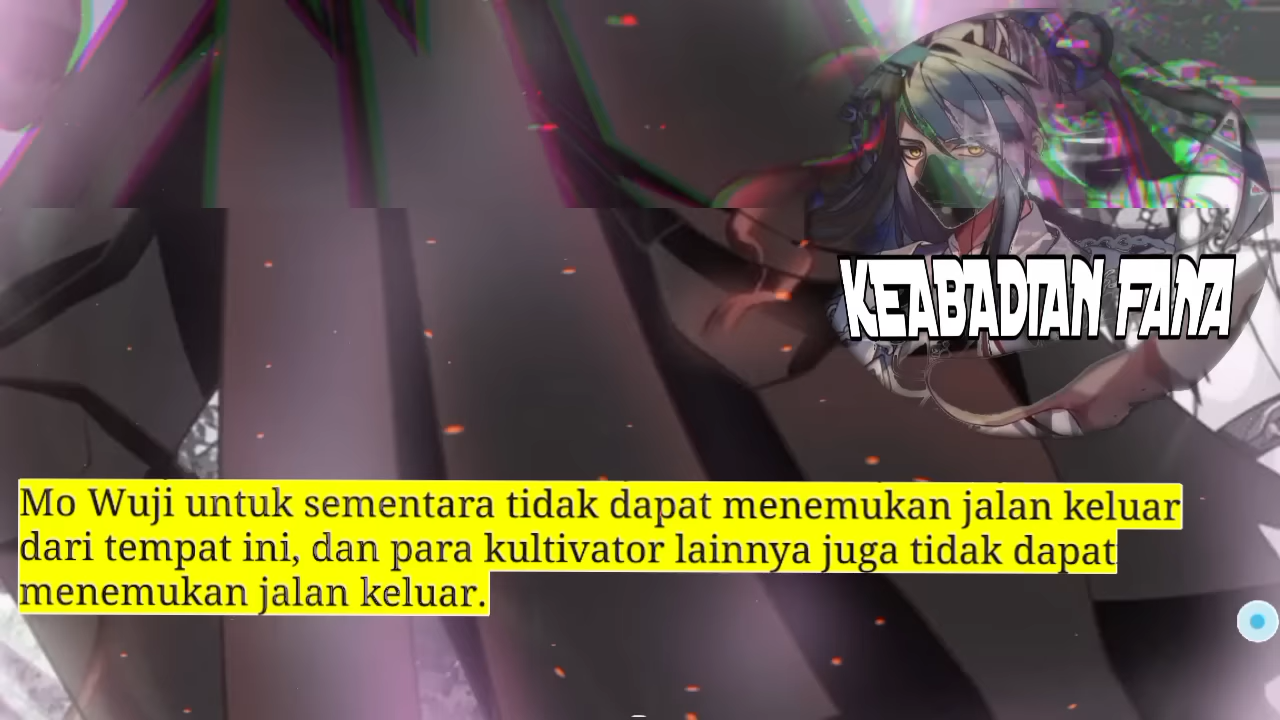 KEABADIAN FANA
Mo Wuji untuk sementara tidak dapat menemukan jalan keluar
dari tempat ini, dan para kultivator lainnya juga tidak dapat
menemukan jalan keluar.